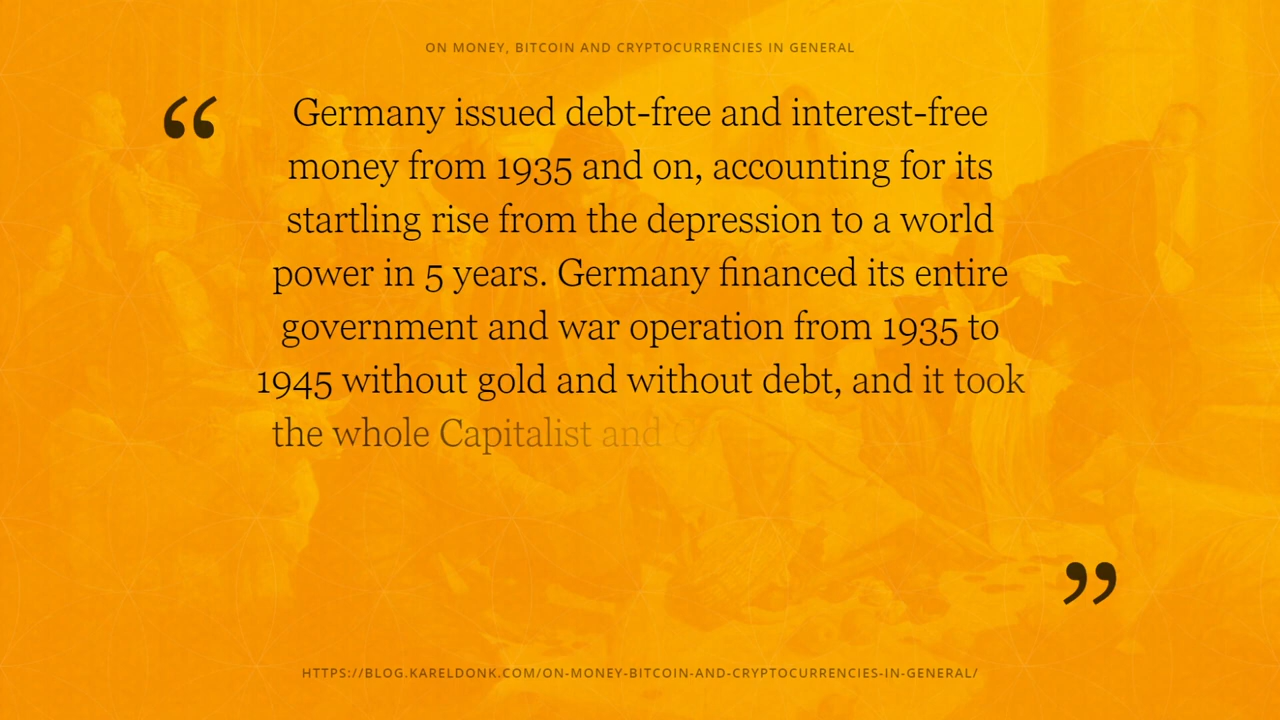 ON MONEY, BITCOIN AND CRYPTOCURRENCIES IN GENERAL
“
Germany issued debt-free and interest-free
money from 1935 and on, accounting for its
startling rise from the depression to a world
power in 5 years. Germany financed its entire
government and war operation from 1935 to
1945 without gold and without debt, and it took
the whole Capitalist and
”
HTTPS://BLOG.KARELDONK.COM/ON-MONEY-BITCOIN-AND-CRYPTOCURRENCIES-IN-GENERAL/